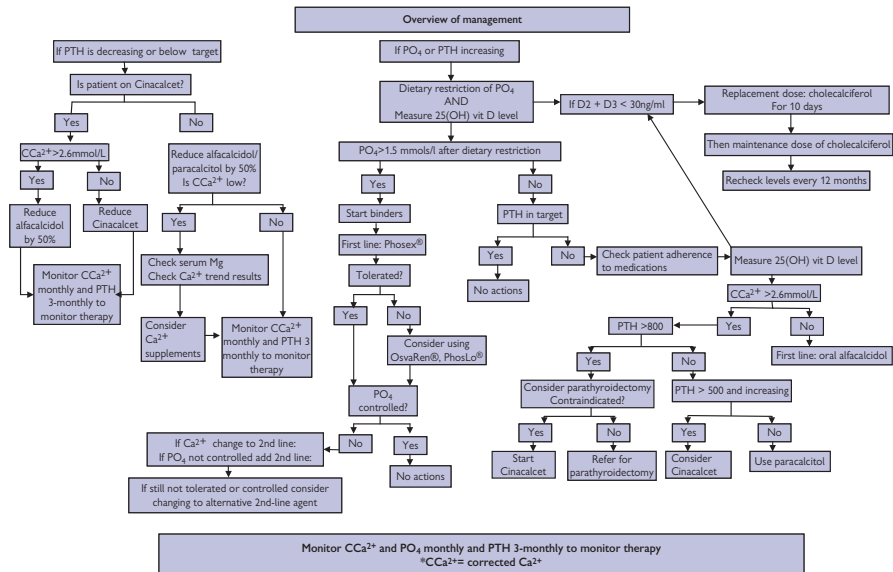 Overview of management
If PTH is decreasing or below target
Is patient on Cinacalcet?
Yes
No
CCa²⁺>2.6mmol/L
Yes
No
Reduce
alfacalcidol
by 50%
Reduce
Cinacalcet
Monitor CCa²⁺
monthly and PTH
3-monthly to
monitor therapy
Reduce alfacalcidol/
paracalcitol by 50%
Is CCa²⁺ low?
Yes
No
Check serum Mg
Check Ca²⁺ trend results
Consider
Ca²⁺
supplements
Monitor CCa²⁺
monthly and PTH 3
monthly to monitor
therapy
If PO₄ or PTH increasing
Dietary restriction of PO₄
AND
Measure 25(OH) vit D level
If D2 + D3 < 30ng/ml
Replacement dose: cholecalciferol
For 10 days
Then maintenance dose of cholecalciferol
Recheck levels every 12 months
PO₄>1.5 mmols/l after dietary restriction
Yes
No
Start binders
First line: Phosex®
Tolerated?
Yes
No
Consider using
OsvaRen®, PhosLo®
PO₄
controlled?
No
Yes
If Ca²⁺ change to 2nd line:
If PO₄ not controlled add 2nd line:
No actions
If still not tolerated or controlled consider
changing to alternative 2nd-line agent
PTH in target
Yes
No
No actions
Check patient adherence
to medications
Measure 25(OH) vit D level
CCa²⁺ >2.6mmol/L
Yes
No
First line: oral alfacalcidol
PTH >800
Yes
No
Consider parathyroidectomy
Contraindicated?
Yes
No
Start
Cinacalcet
Refer for
parathyroidectomy
PTH > 500 and increasing
Yes
No
Consider
Cinacalcet
Use paracalcitol
Monitor CCa²⁺ and PO₄ monthly and PTH 3-monthly to monitor therapy
*CCa²⁺= corrected Ca²⁺